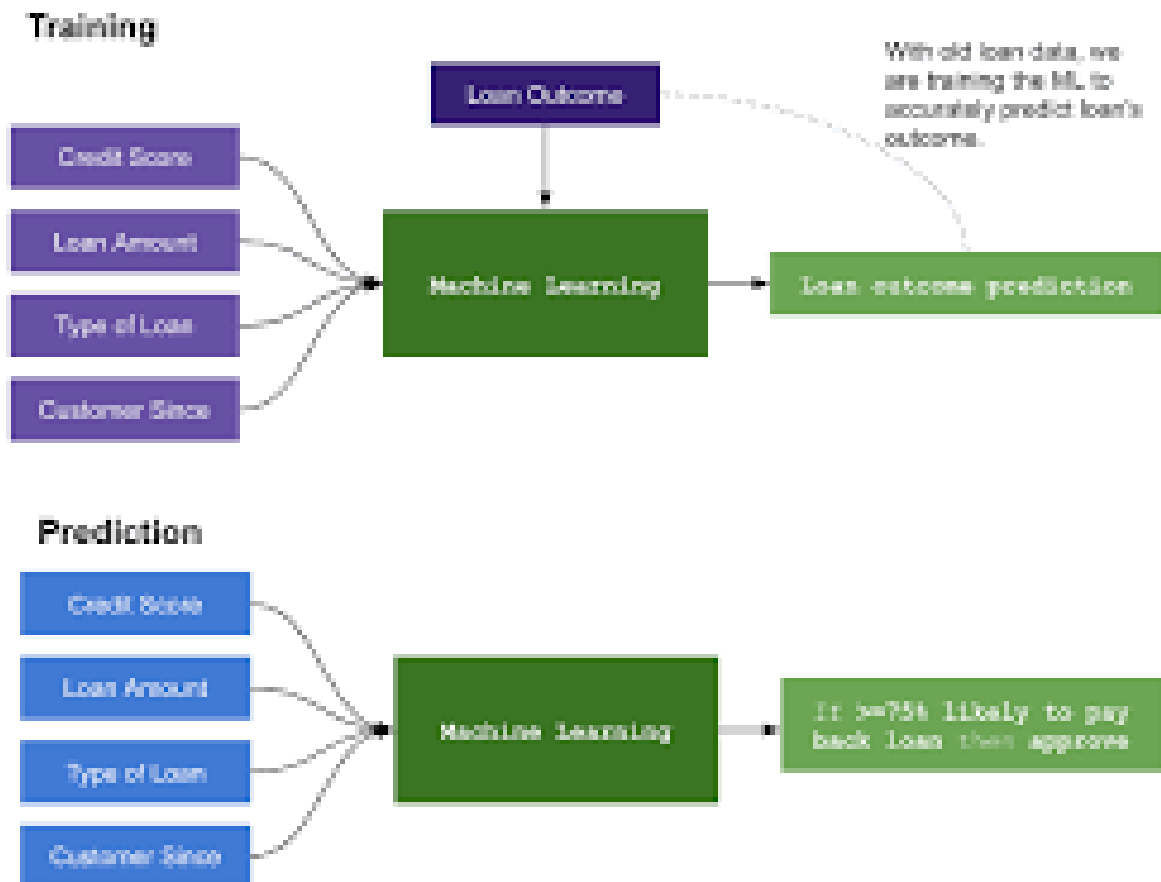 Training
With old loan data, we
are training the ML to
accurately predict loan's
outcome.
Loan Outcome
Credit Score
Loan Amount
Type of Loan
Customer Since
Machine Learning
Loan outcome prediction
Prediction
Credit Score
Loan Amount
Type of Loan
Customer Since
Machine Learning
If >=75% likely to pay
back loan then approve